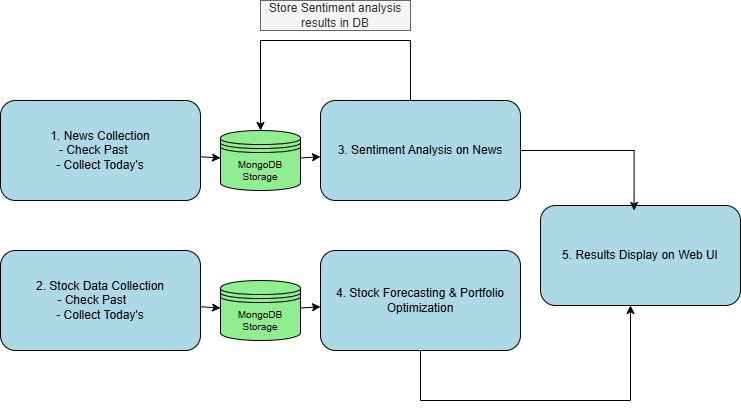 Store Sentiment analysis
results in DB
1. News Collection
- Check Past
- Collect Today's
MongoDB
Storage
3. Sentiment Analysis on News
5. Results Display on Web UI
2. Stock Data Collection
- Check Past
- Collect Today's
MongoDB
Storage
4. Stock Forecasting & Portfolio
Optimization